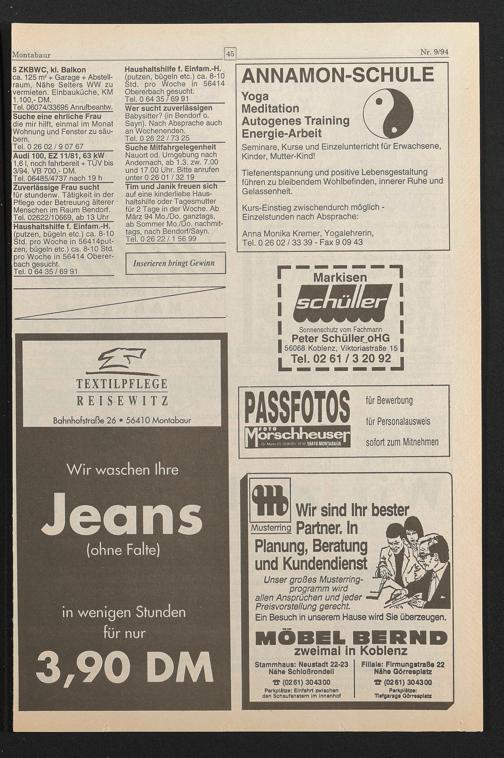 Montabaur
45
Nr. 9/94
5 ZKBWC, kl. Balkon
ca. 125 m² + Garage + Abstell-
raum, Nähe Selters WW zu
vermieten. Einbauküche, KM
1.100,- DM.
Tel. 06074/33695 Anrufbeantw.
Suche eine ehrliche Frau
die mir hilft, einmal im Monat
Wohnung und Fenster zu säu-
bern.
Tel. 0 26 02 / 9 07 67
Audi 100, EZ 11/81, 63 kW
1,6 l, noch fahrbereit + TÜV bis
3/94, VB 700,- DM.
Tel. 06485/4737 nach 19 h
Zuverlässige Frau sucht
für stundenw. Tätigkeit in der
Pflege oder Betreuung älterer
Menschen im Raum Bendorf.
Tel. 02622/10669, ab 13 Uhr
Haushaltshilfe f. Einfam.-H.
(putzen, bügeln etc.) ca. 8-10
Std. pro Woche in 56414put-
zen, bügeln etc.) ca. 8-10 Std.
pro Woche in 56414 Oberer-
bach gesucht.
Tel. 0 64 35 / 69 91
Haushaltshilfe f. Einfam.-H.
(putzen, bügeln etc.) ca. 8-10
Std. pro Woche in 56414
Obererbach gesucht.
Tel. 0 64 35 / 69 91
Wer sucht zuverlässigen
Babysitter? (in Bendorf o.
Sayn). Nach Absprache auch
an Wochenenden.
Tel. 0 26 22 / 73 25
Suche Mitfahrgelegenheit
Nauort od. Umgebung nach
Andernach, ab 1.3. zw. 7.00
und 17.00 Uhr. Bitte anrufen
unter 0 26 01 / 32 19
Tim und Janik freuen sich
auf eine kinderliebe Haus-
haltshilfe oder Tagesmutter
für 2 Tage in der Woche. Ab
März 94 Mo./Do. ganztags,
ab Sommer Mo./Do. nachmit-
tags, nach Bendorf/Sayn.
Tel. 0 26 22 / 1 56 99
Inserieren bringt Gewinn
ANNAMON-SCHULE
Yoga
Meditation
Autogenes Training
Energie-Arbeit
Seminare, Kurse und Einzelunterricht für Erwachsene,
Kinder, Mutter-Kind!
Tiefenentspannung und positive Lebensgestaltung
führen zu bleibendem Wohlbefinden, innerer Ruhe und
Gelassenheit.
Kurs-Einstieg zwischendurch möglich -
Einzelstunden nach Absprache:
Anna Monika Kremer, Yogalehrerin,
Tel. 0 26 02 / 33 39 - Fax 9 09 43
Markisen
schüller
Sonnenschutz vom Fachmann
Peter Schüller oHG
56068 Koblenz, Viktoriastraße 15
Tel. 02 61 / 3 20 92
TEXTILPFLEGE
REISEWITZ
Bahnhofstraße 26 • 56410 Montabaur
Wir waschen Ihre
Jeans
(ohne Falte)
in wenigen Stunden
für nur
3,90 DM
PASSFOTOS
FOTO
Mörschheuser
56410 MONTABAUR
für Bewerbung
für Personalausweis
sofort zum Mitnehmen
Musterring
Wir sind Ihr bester
Partner. In
Planung, Beratung
und Kundendienst
Unser großes Musterring-
programm wird
allen Ansprüchen und jeder
Preisvorstellung gerecht.
Ein Besuch in unserem Hause wird Sie überzeugen.
MÖBEL BERND
zweimal in Koblenz
Stammhaus: Neustadt 22-23
Nähe Schloßrondell
☎ (0261) 304300
Parkplätze: Einfahrt zwischen
den Schaufenstern im Innenhof
Filiale: Firmungstraße 22
Nähe Görresplatz
☎ (0261) 304300
Parkplätze:
Tiefgarage Görresplatz